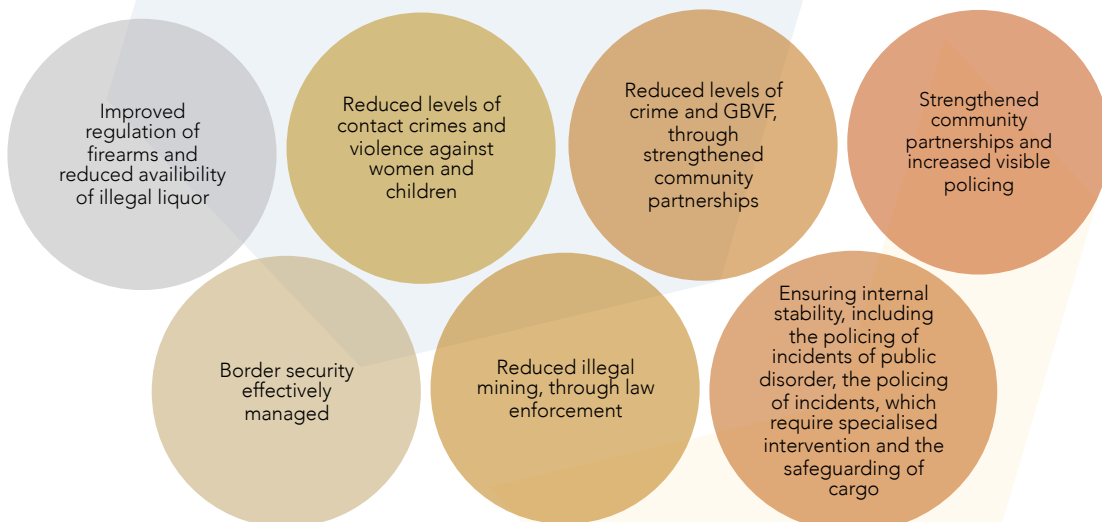 Improved
regulation of
firearms and
reduced availibility
of illegal liquor
Reduced levels of
contact crimes and
violence against
women and
children
Reduced levels of
crime and GBVF,
through
strengthened
community
partnerships
Strengthened
community
partnerships and
increased visible
policing
Border security
effectively
managed
Reduced illegal
mining, through law
enforcement
Ensuring internal
stability, including
the policing of
incidents of public
disorder, the policing
of incidents, which
require specialised
intervention and the
safeguarding of
cargo